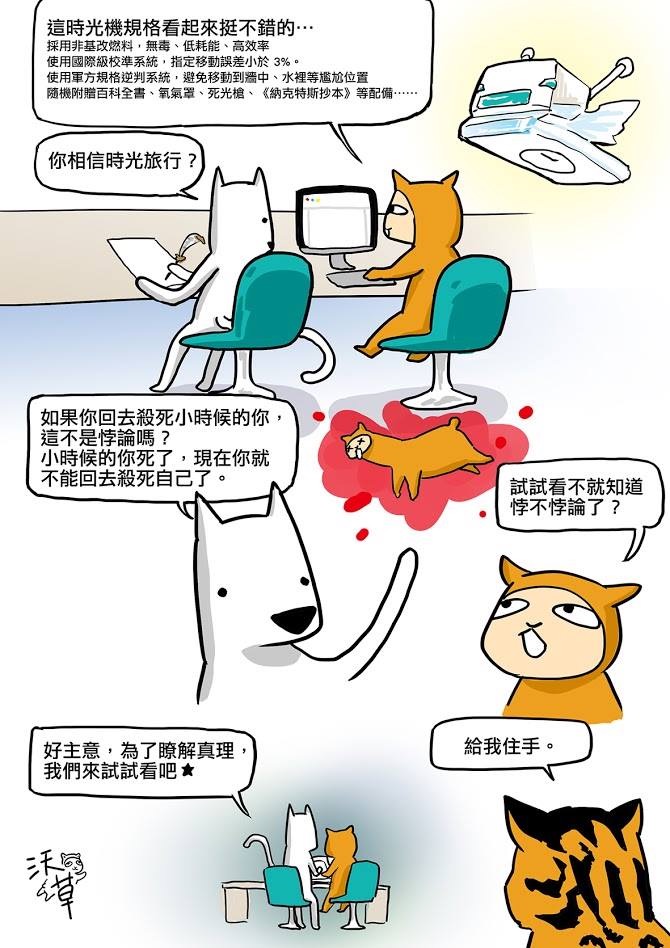 這時光機規格看起來挺不錯的…
採用非基改燃料，無毒、低耗能、高效率
使用國際級校準系統，指定移動誤差小於 3%。
使用軍方規格逆判系統，避免移動到牆中、水裡等尷尬位置
隨機附贈百科全書、氧氣罩、死光槍、《納克特斯抄本》等配備……
你相信時光旅行？
如果你回去殺死小時候的你，
這不是悖論嗎？
小時候的你死了，現在你就
不能回去殺死自己了。
試試看不就知道
悖不悖論了？
好主意，為了瞭解真理，
我們來試試看吧★
給我住手。
沃草